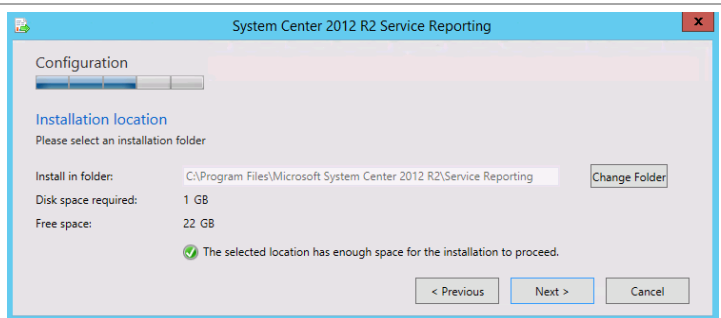 System Center 2012 R2 Service Reporting
x
Configuration
Installation location
Please select an installation folder
Install in folder: C:\Program Files\Microsoft System Center 2012 R2\Service Reporting Change Folder
Disk space required: 1 GB
Free space: 22 GB
The selected location has enough space for the installation to proceed.
< Previous Next > Cancel